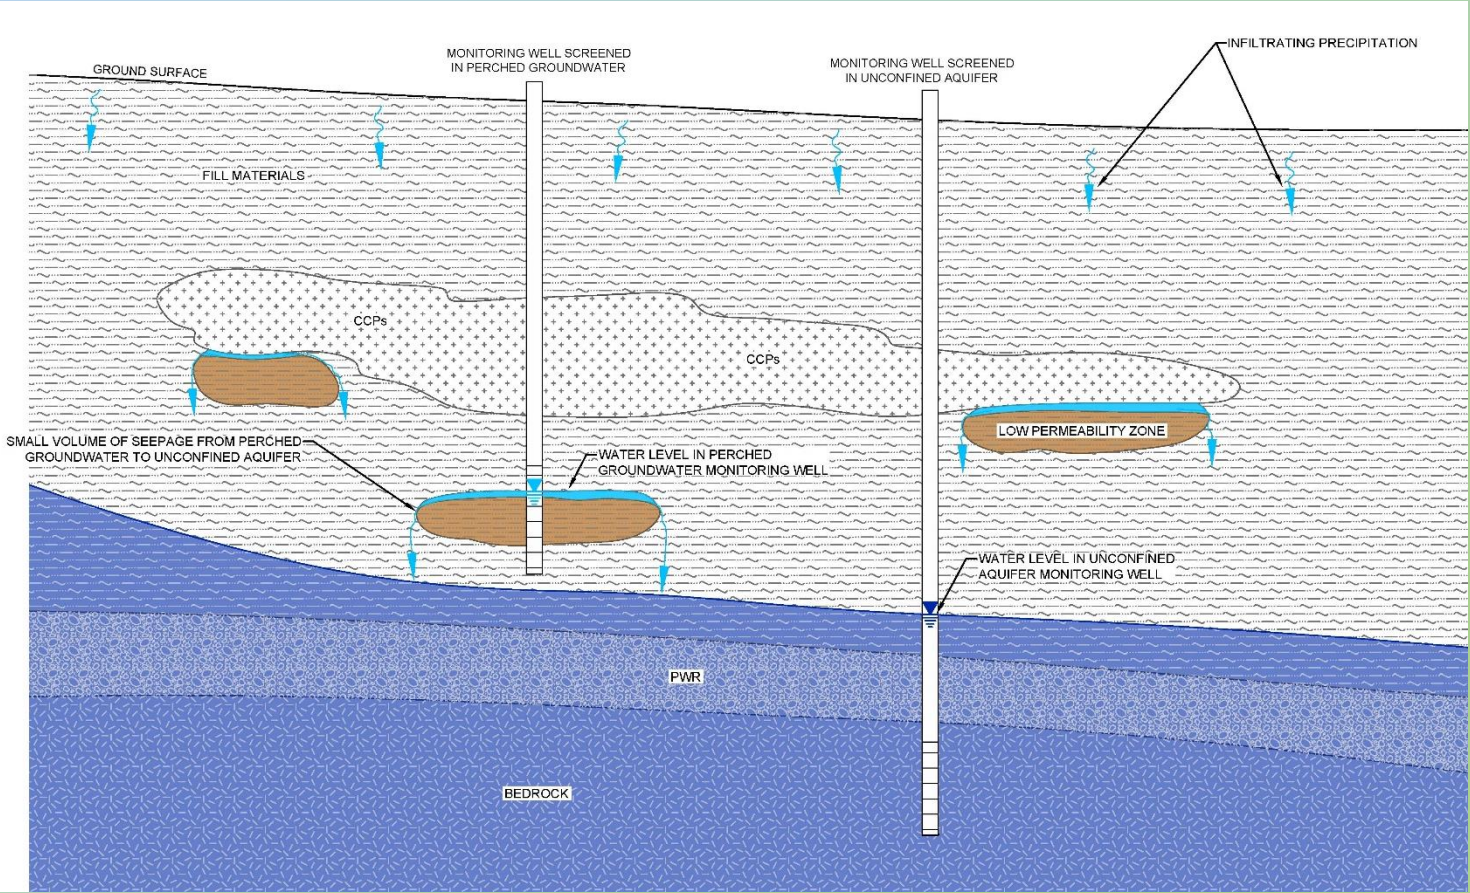 MONITORING WELL SCREENED
IN PERCHED GROUNDWATER
MONITORING WELL SCREENED
IN UNCONFINED AQUIFER
INFILTRATING PRECIPITATION
GROUND SURFACE
FILL MATERIALS
CCPs
CCPs
LOW PERMEABILITY ZONE
SMALL VOLUME OF SEEPAGE FROM PERCHED
GROUNDWATER TO UNCONFINED AQUIFER
WATER LEVEL IN PERCHED
GROUNDWATER MONITORING WELL
WATER LEVEL IN UNCONFINED
AQUIFER MONITORING WELL
PWR
BEDROCK